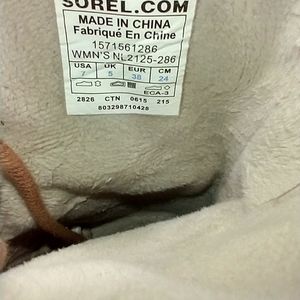 SOREL.COM
MADE IN CHINA
Fabriqué En Chine
1571561286
WMN'S NL2125-286
USA UK EUR CM
7 5 38 24
ECA-3
2826 CTN 0615 215
803298710428